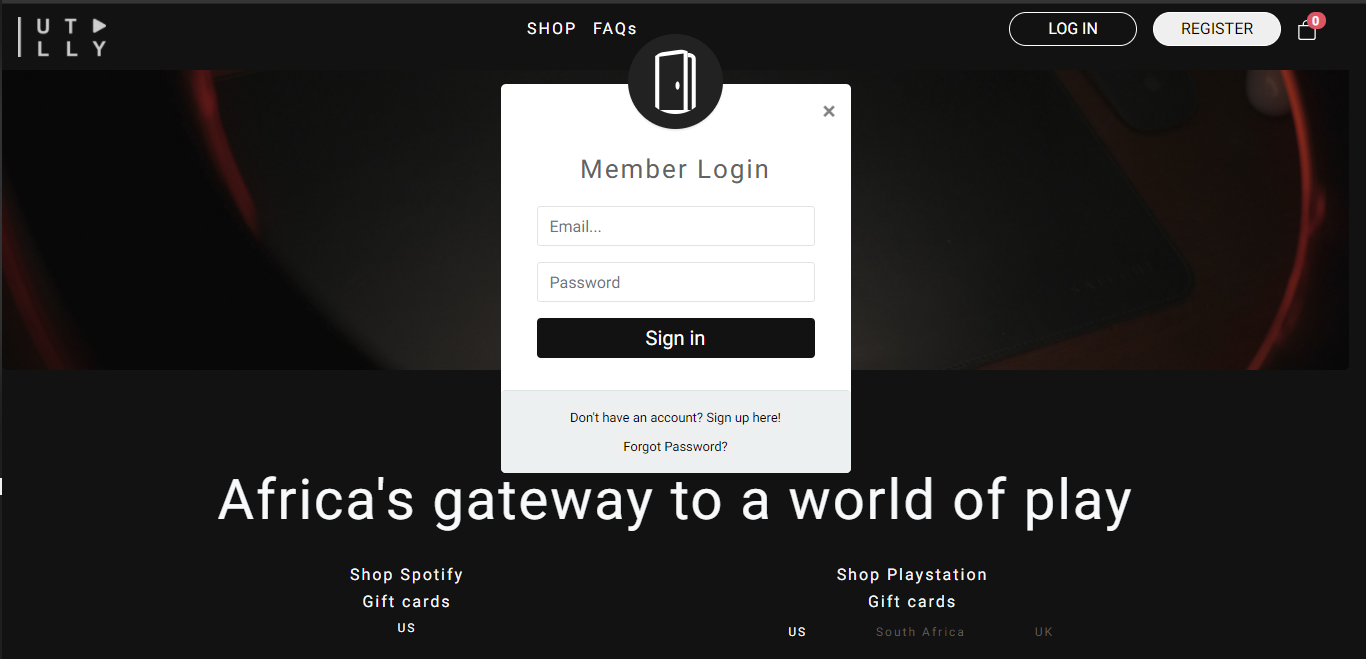 UT
LLY
SHOP FAQs
LOG IN
REGISTER
0
×
Member Login
Email...
Password
Sign in
Don't have an account? Sign up here!
Forgot Password?
Africa's gateway to a world of play
Shop Spotify
Gift cards
US
Shop Playstation
Gift cards
US South Africa UK